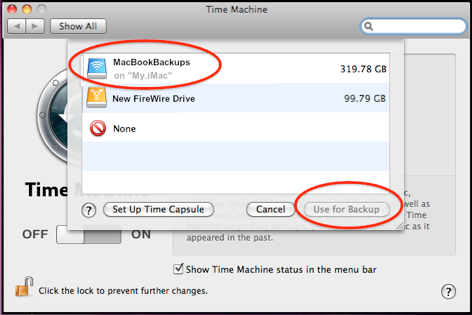 Time Machine
Show All
MacBookBackups
on "My.iMac"
319.78 GB
New FireWire Drive
99.79 GB
None
Time M
? Set Up Time Capsule Cancel Use for Backup
well as
Time
ic as it
OFF ON
appeared in the past.
Show Time Machine status in the menu bar
Click the lock to prevent further changes.
?